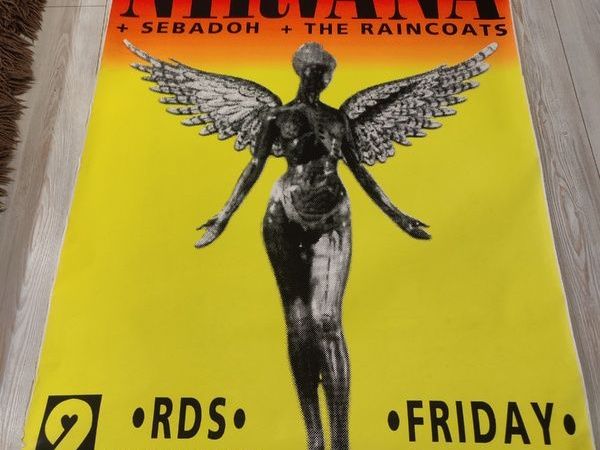 NIRVANA
+ SEBADOH + THE RAINCOATS
•RDS• •FRIDAY•